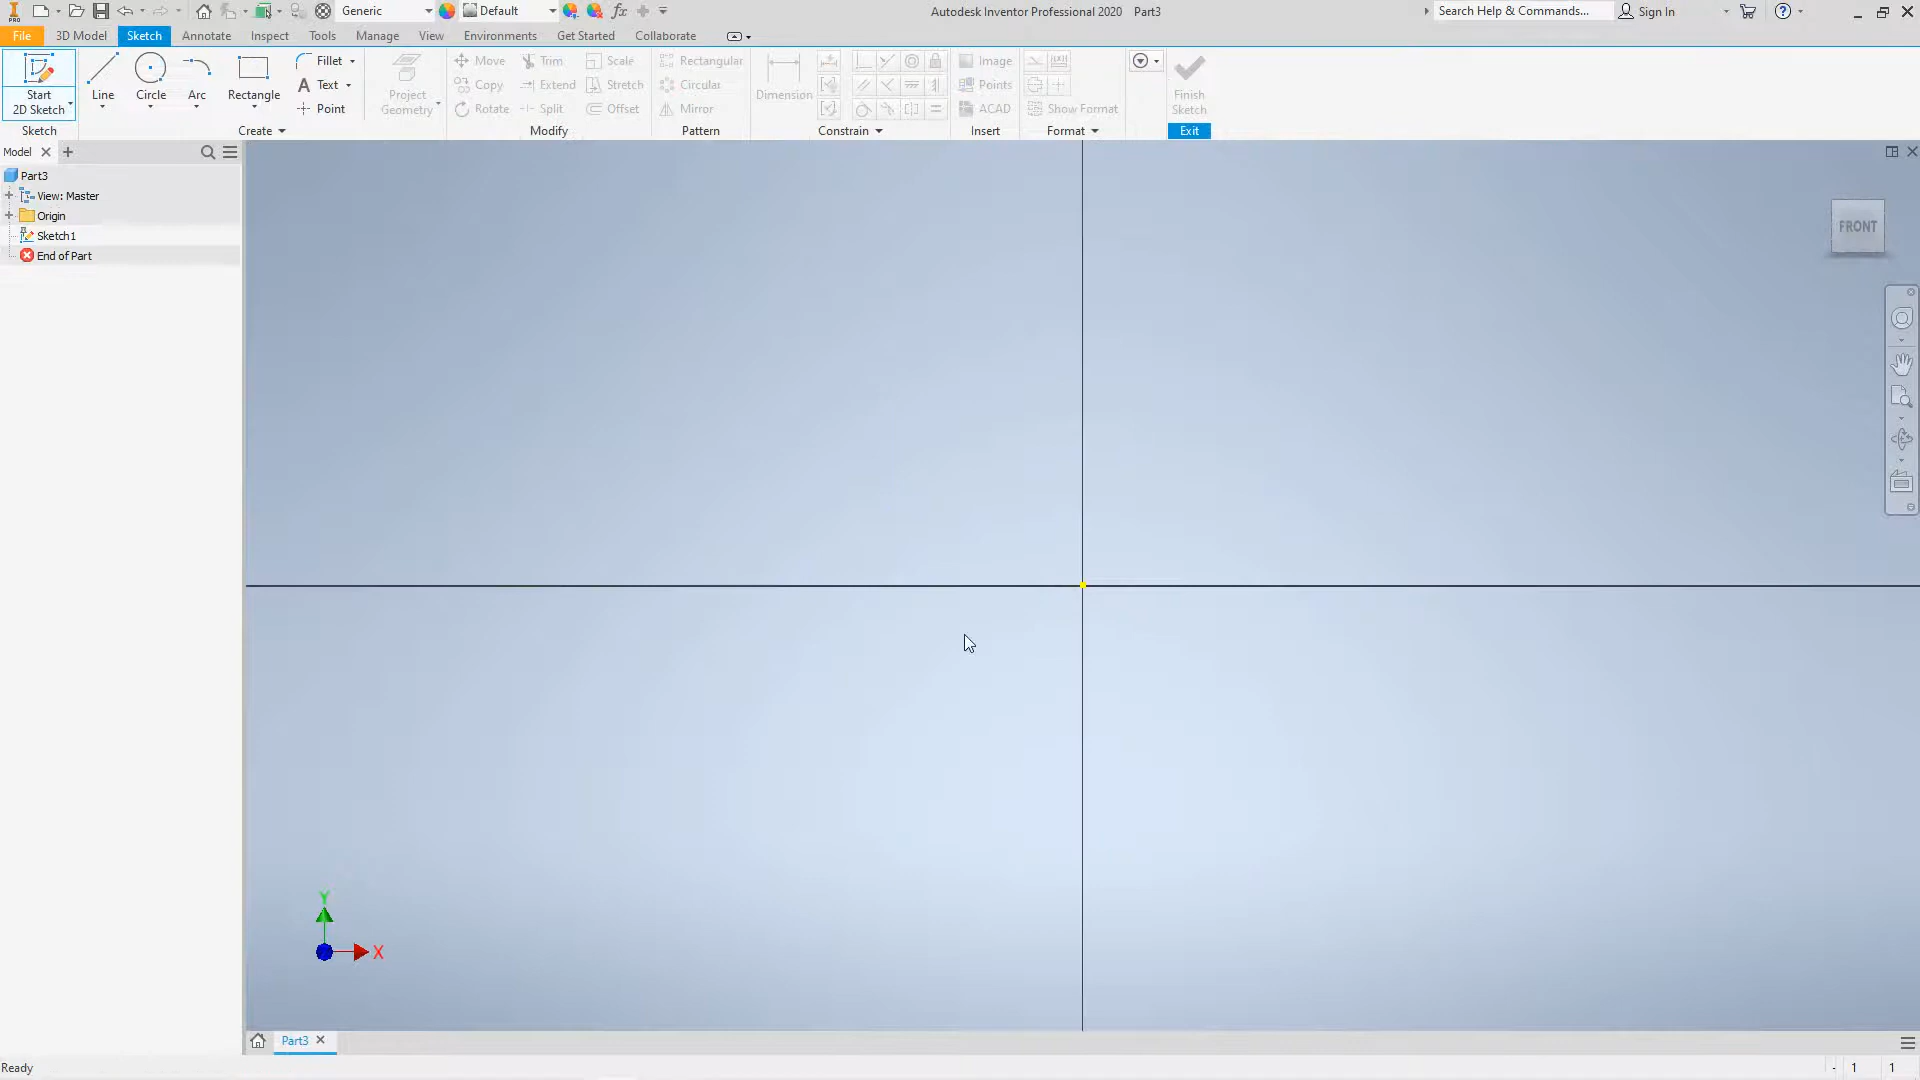 PRO Generic Default fx Autodesk Inventor Professional 2020 Part3 Search Help & Commands... Sign In
File 3D Model Sketch Annotate Inspect Tools Manage View Environments Get Started Collaborate
Start 2D Sketch
Line
Circle
Arc
Rectangle
Fillet
Text
Point
Project Geometry
Move Trim Scale
Copy Extend Stretch
Rotate Split Offset
Rectangular
Circular
Mirror
Dimension
Image
Points
ACAD
Show Format
Finish Sketch
Sketch Create Modify Pattern Constrain Insert Format Exit
Model
Part3
View: Master
Origin
Sketch1
End of Part
FRONT
Y
X
Part3
Ready
1 1